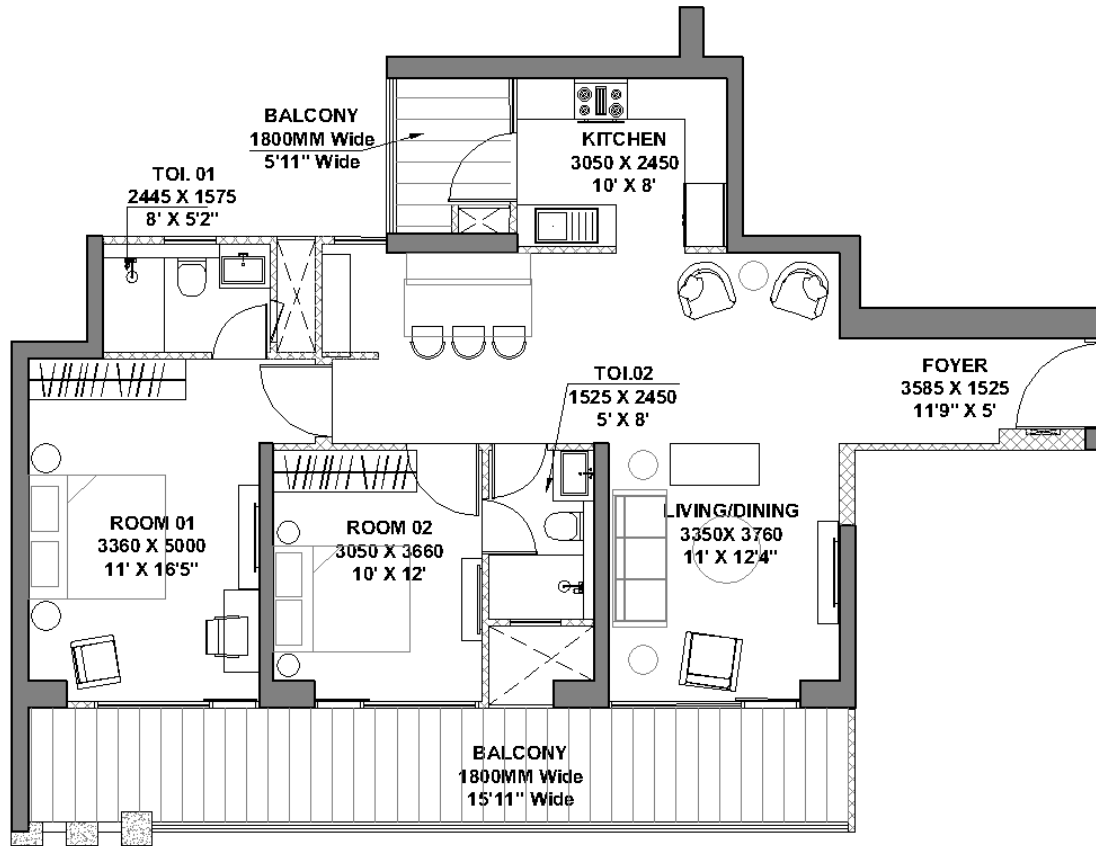 BALCONY
1800MM Wide
5'11" Wide
KITCHEN
3050 X 2450
10' X 8'
TOI. 01
2445 X 1575
8' X 5'2"
FOYER
3585 X 1525
11'9" X 5'
TOI.02
1525 X 2450
5' X 8'
ROOM 01
3360 X 5000
11' X 16'5"
ROOM 02
3050 X 3660
10' X 12'
LIVING/DINING
3350X 3760
11' X 12'4"
BALCONY
1800MM Wide
15'11" Wide